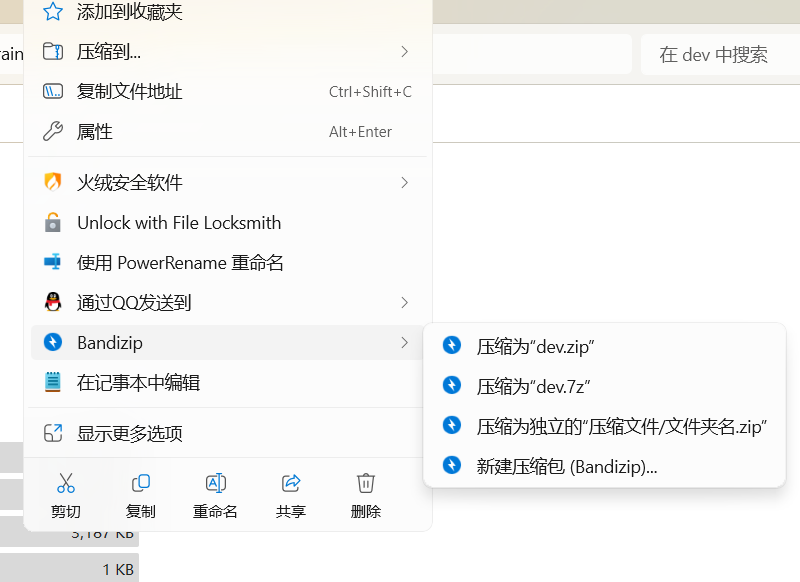 添加到收藏夹
压缩到...
rain
在 dev 中搜索
复制文件地址 Ctrl+Shift+C
属性 Alt+Enter
火绒安全软件
Unlock with File Locksmith
使用 PowerRename 重命名
通过QQ发送到
Bandizip
在记事本中编辑
显示更多选项
剪切 复制 重命名 共享 删除
压缩为“dev.zip”
压缩为“dev.7z”
压缩为独立的“压缩文件/文件夹名.zip”
新建压缩包 (Bandizip)...
3,187 KB
1 KB